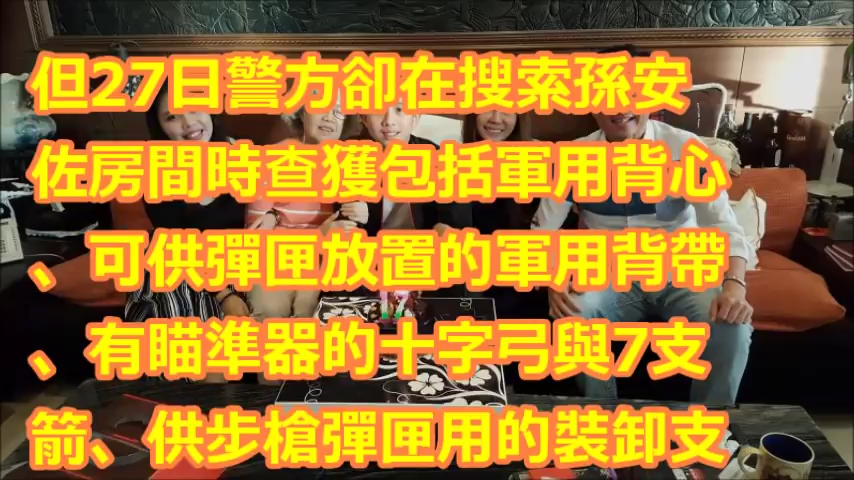 但27日警方卻在搜索孫安
佐房間時查獲包括軍用背心
、可供彈匣放置的軍用背帶
、有瞄準器的十字弓與7支
箭、供步槍彈匣用的裝卸支